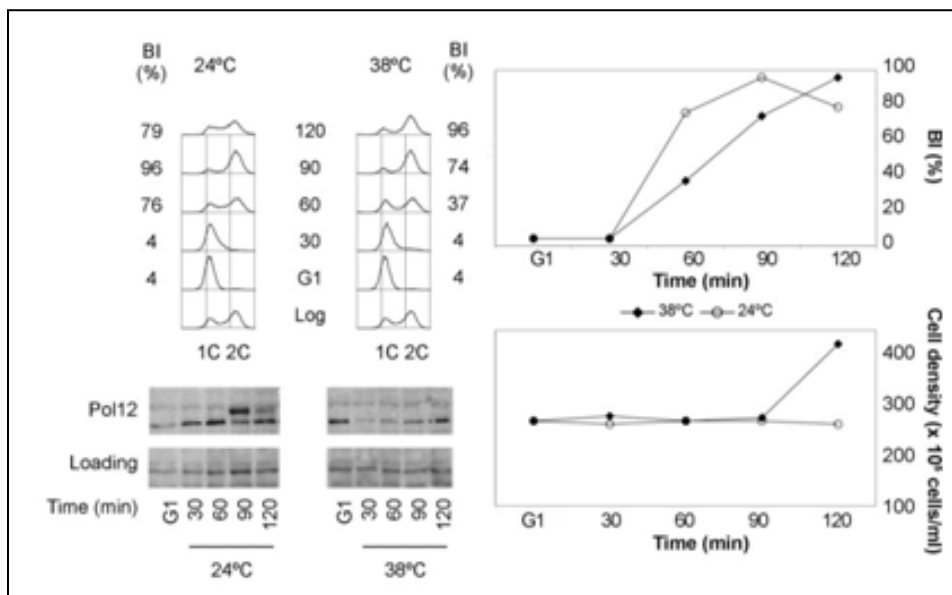 BI (%) 24ºC 38ºC BI (%)
79 120 96
96 90 74
76 60 37
4 30 4
4 G1 4
Log
1C 2C 1C 2C
Pol12
Loading
Time (min) G1 30 60 90 120 G1 30 60 90 120
24ºC 38ºC
100
80
60
40
20
0
BI (%)
G1 30 60 90 120
Time (min)
38ºC 24ºC
400
300
200
100
Cell density (x 10⁵ cells/ml)
G1 30 60 90 120
Time (min)